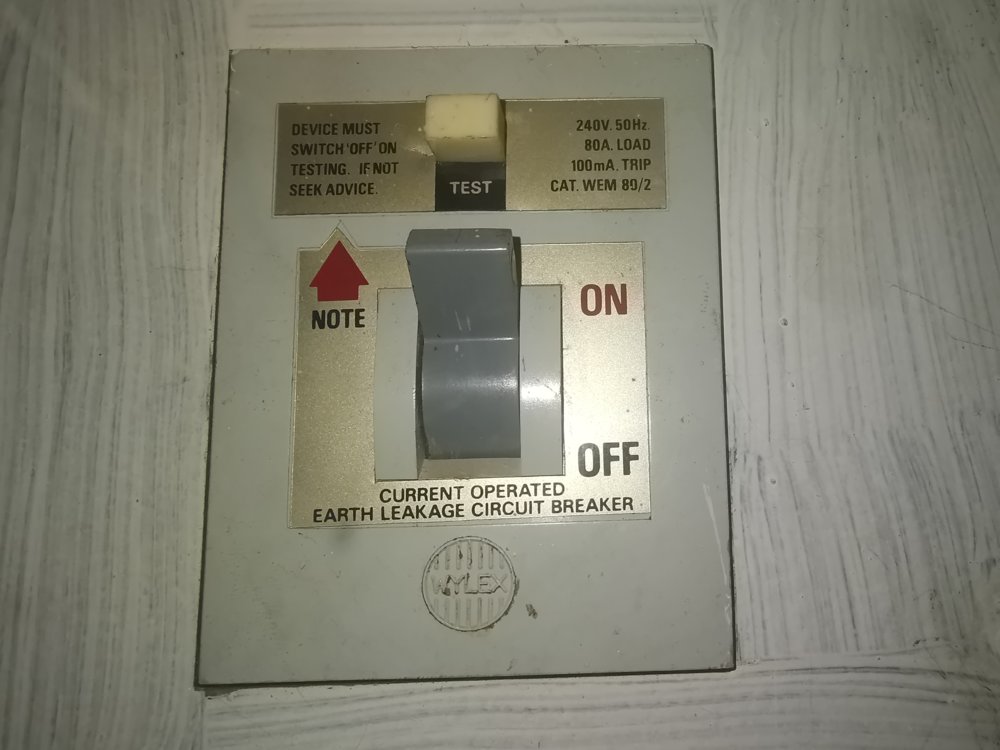 DEVICE MUST
SWITCH 'OFF' ON
TESTING. IF NOT
SEEK ADVICE.
TEST
240V. 50Hz.
80A. LOAD
100mA. TRIP
CAT. WEM 80/2
NOTE
ON
OFF
CURRENT OPERATED
EARTH LEAKAGE CIRCUIT BREAKER
WYLEX